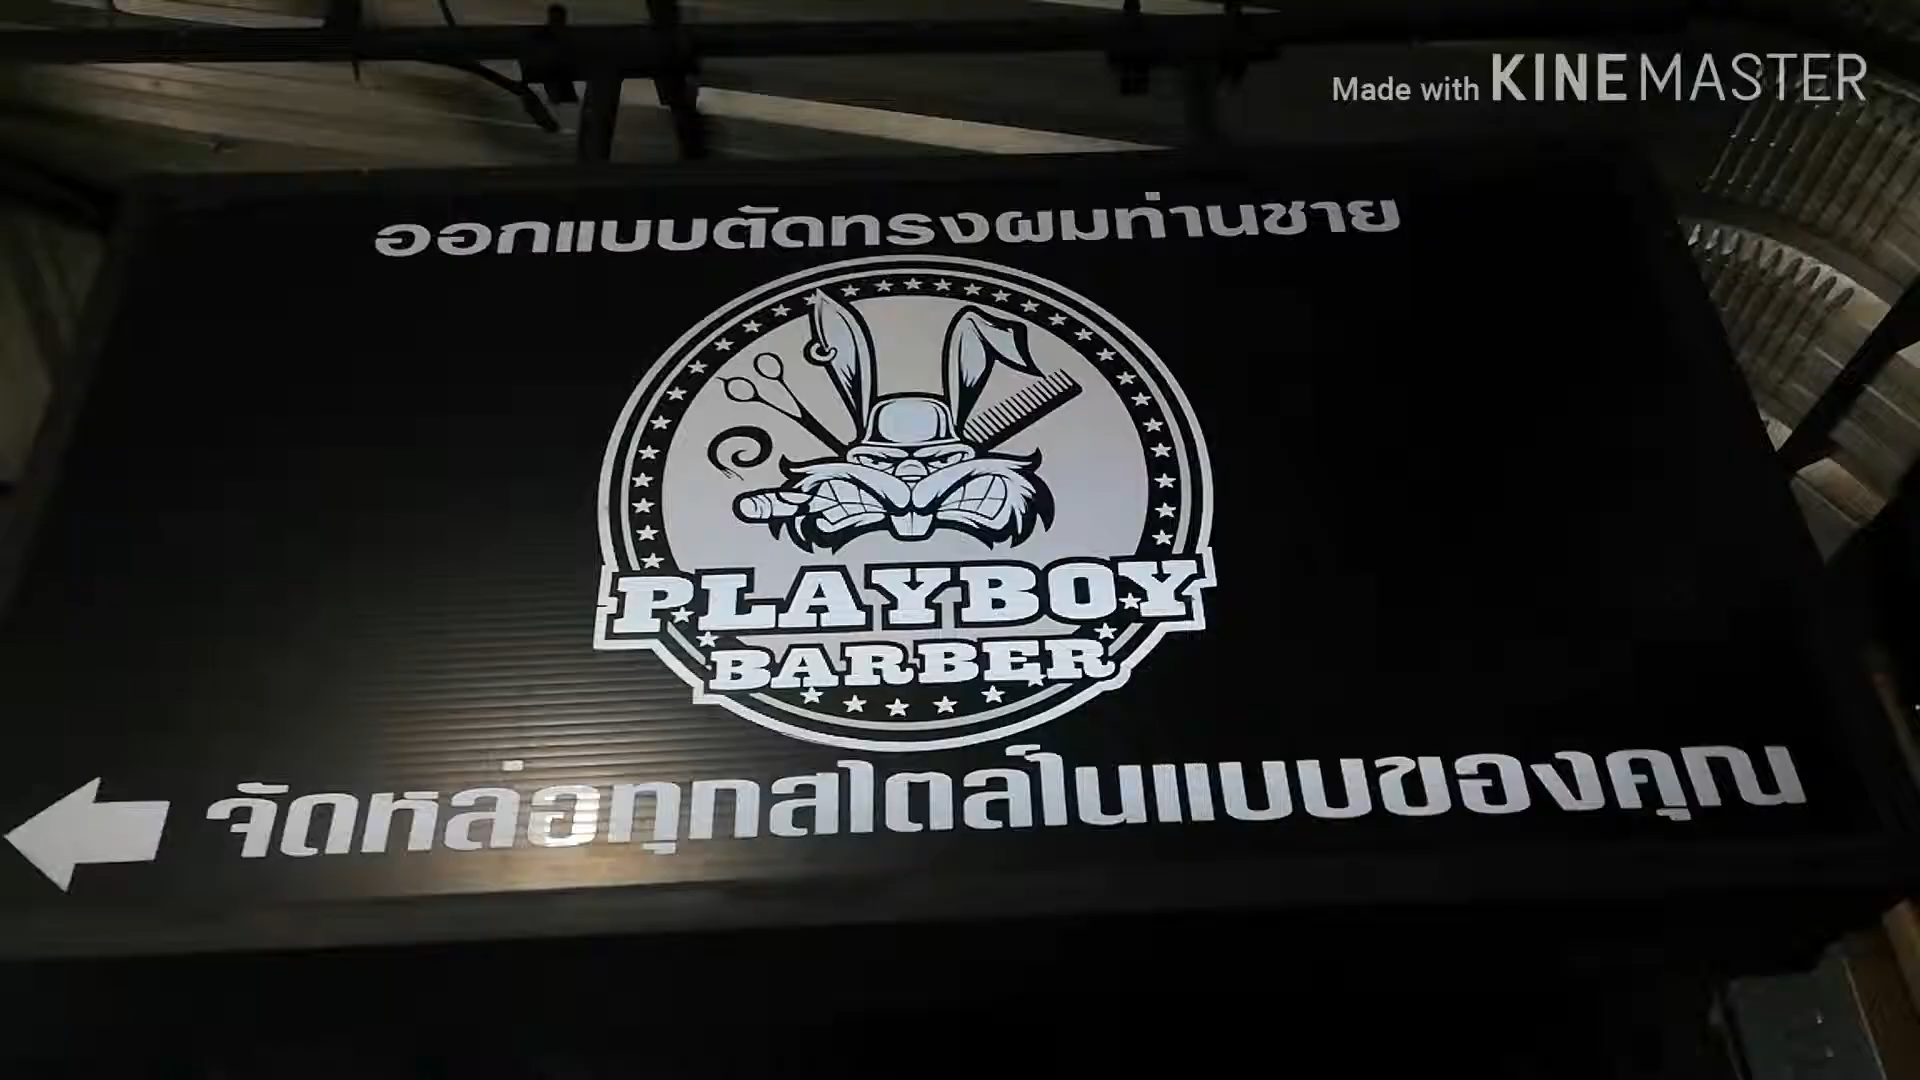 Made with KINEMASTER
ออกแบบตัดทรงผมท่านชาย
PLAYBOY
BARBER
จัดหล่อทุกสไตล์ในแบบของคุณ